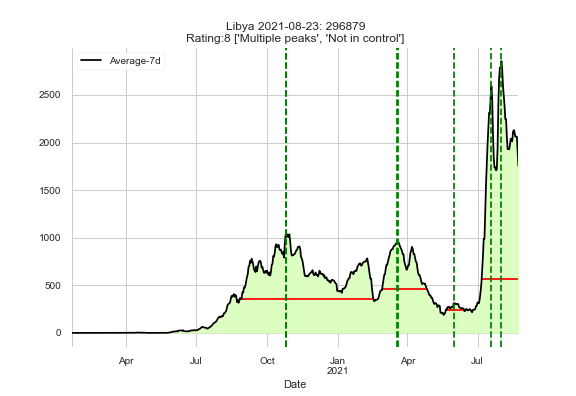 Libya 2021-08-23: 296879
Rating:8 ['Multiple peaks', 'Not in control']
Average-7d
2500
2000
1500
1000
500
0
Apr Jul Oct Jan Apr Jul
2021
Date